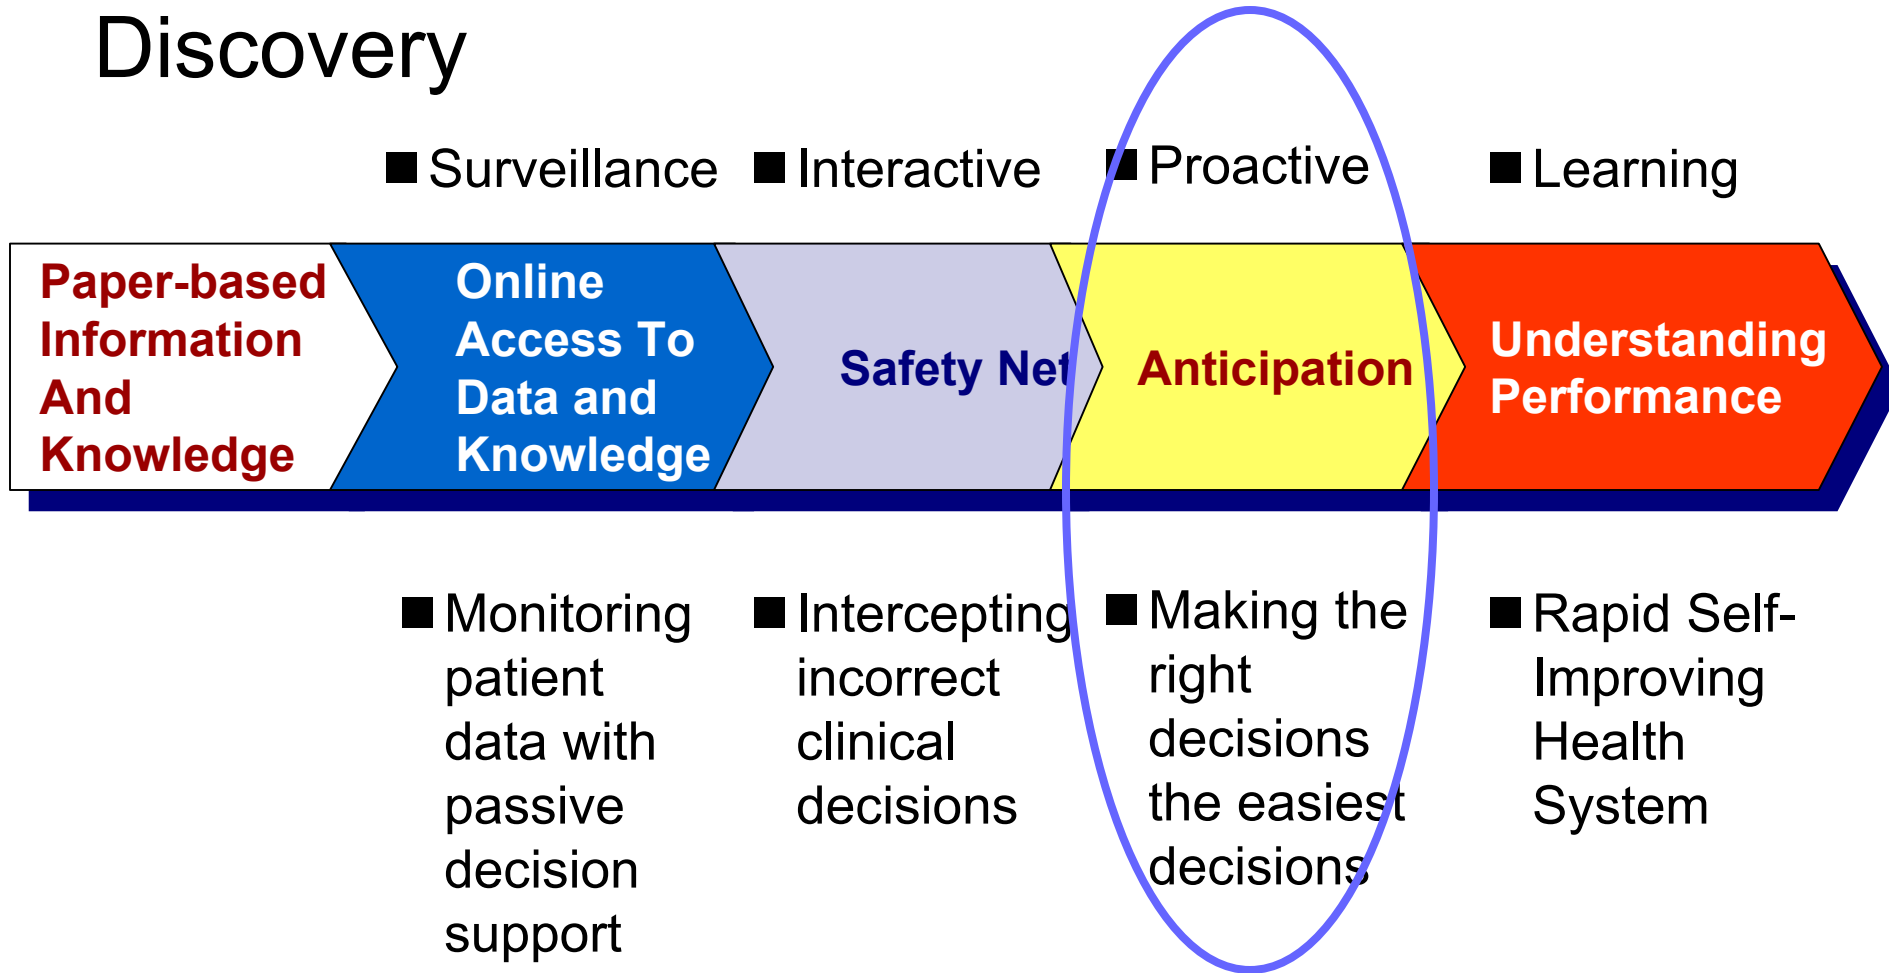 Discovery
Surveillance
Interactive
Proactive
Learning
Paper-based
Information
And
Knowledge
Online
Access To
Data and
Knowledge
Safety Net
Anticipation
Understanding
Performance
Monitoring
patient
data with
passive
decision
support
Intercepting
incorrect
clinical
decisions
Making the
right
decisions
the easiest
decisions
Rapid Self-
Improving
Health
System